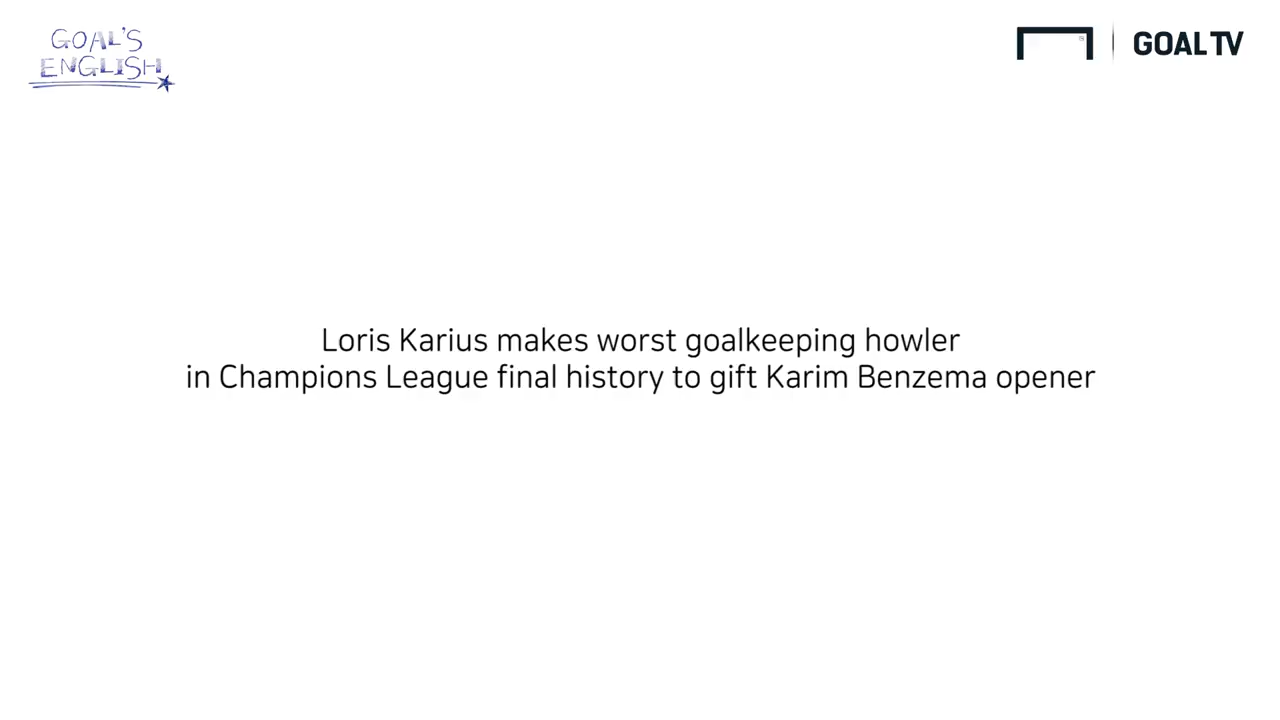 GOAL'S
ENGLISH
GOAL TV
Loris Karius makes worst goalkeeping howler
in Champions League final history to gift Karim Benzema opener